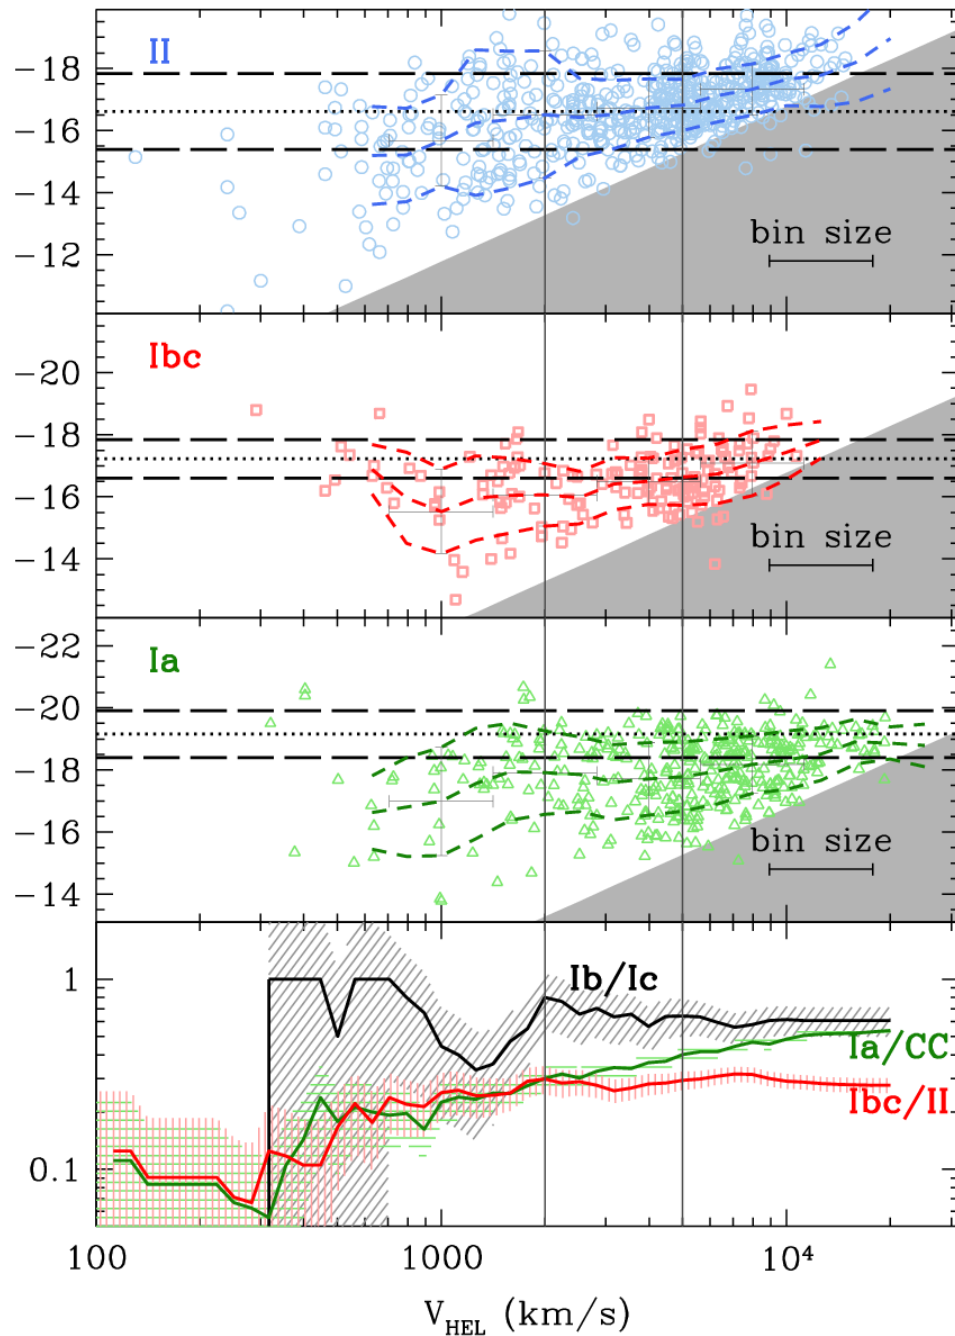 II
−18
−16
−14
−12
bin size
Ibc
−20
−18
−16
−14
bin size
Ia
−22
−20
−18
−16
−14
bin size
1
0.1
Ib/Ic
Ia/CC
Ibc/II
100 1000 10⁴
V_HEL (km/s)